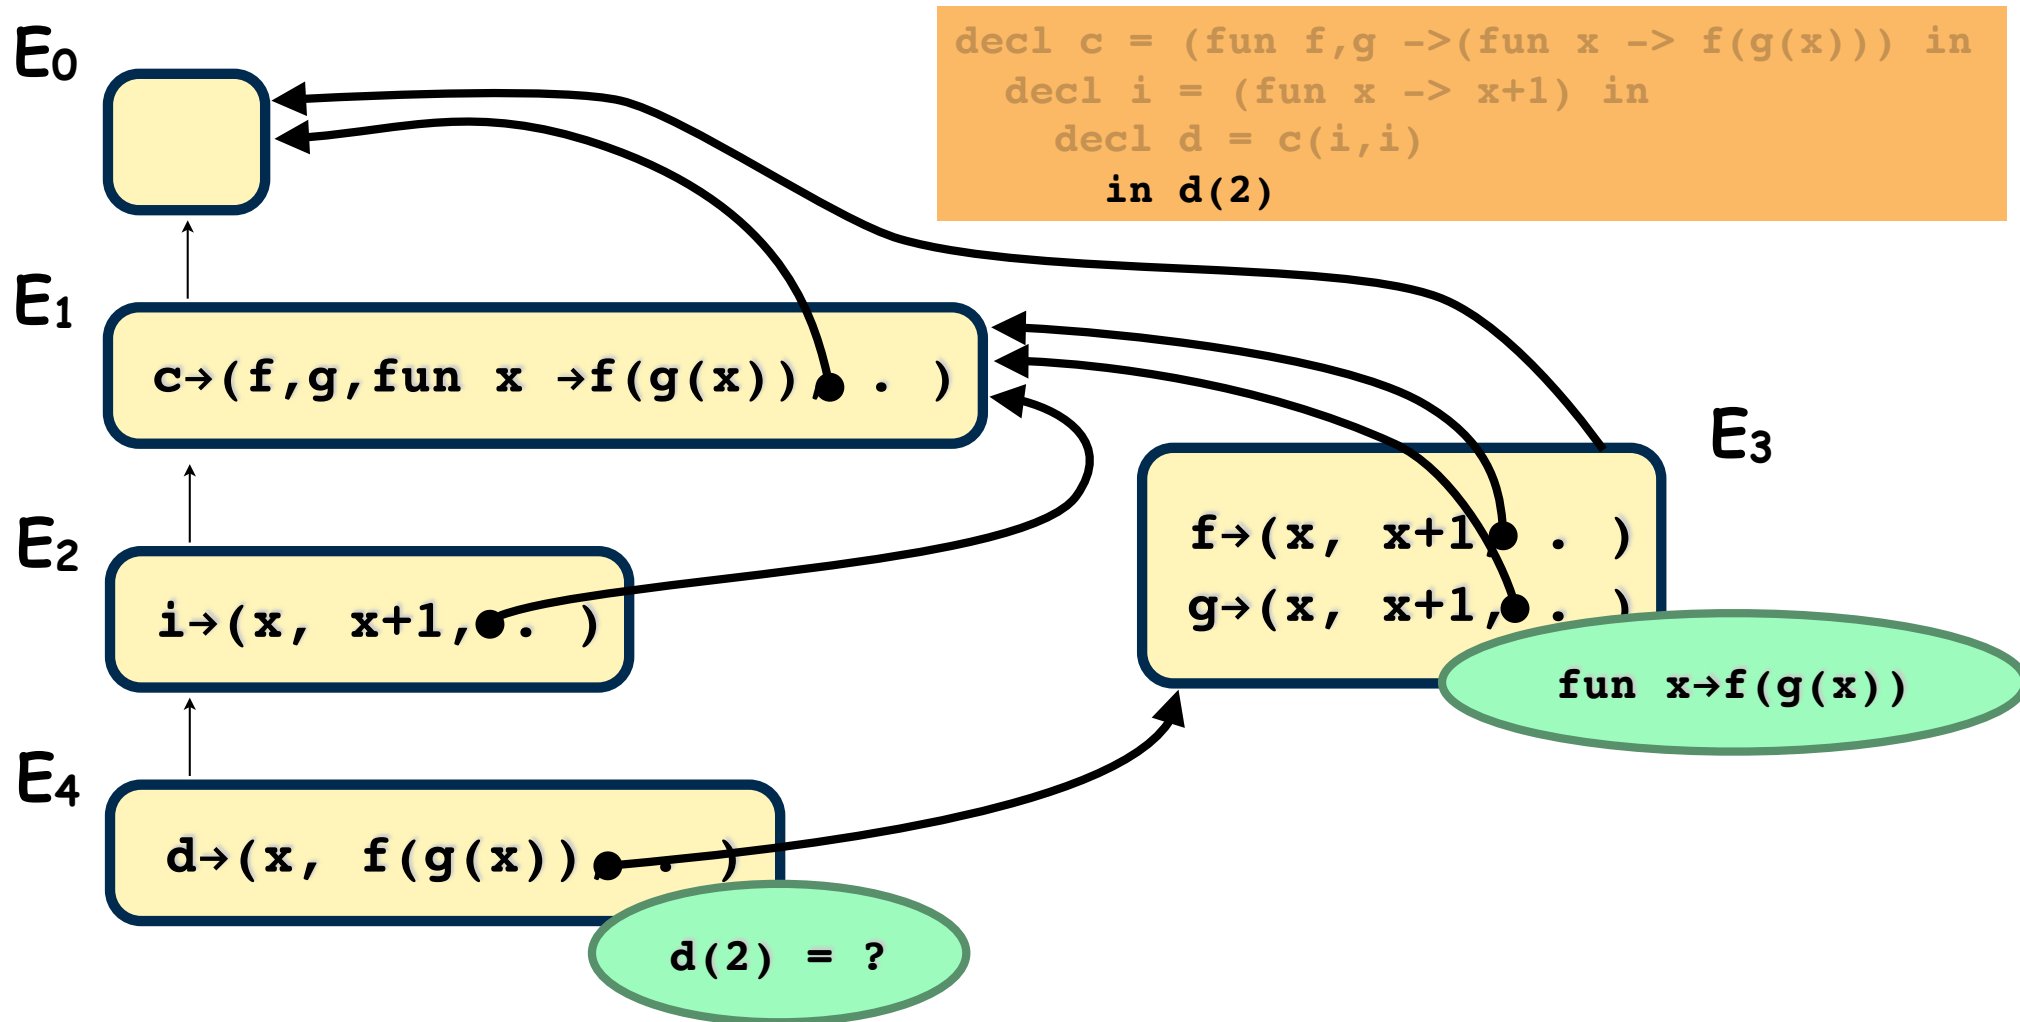 E0
decl c = (fun f,g ->(fun x -> f(g(x))) in
decl i = (fun x -> x+1) in
decl d = c(i,i)
in d(2)
E1
c→(f,g,fun x →f(g(x)), . )
E3
f→(x, x+1, . )
g→(x, x+1, . )
fun x→f(g(x))
E2
i→(x, x+1, . )
E4
d→(x, f(g(x)), . )
d(2) = ?